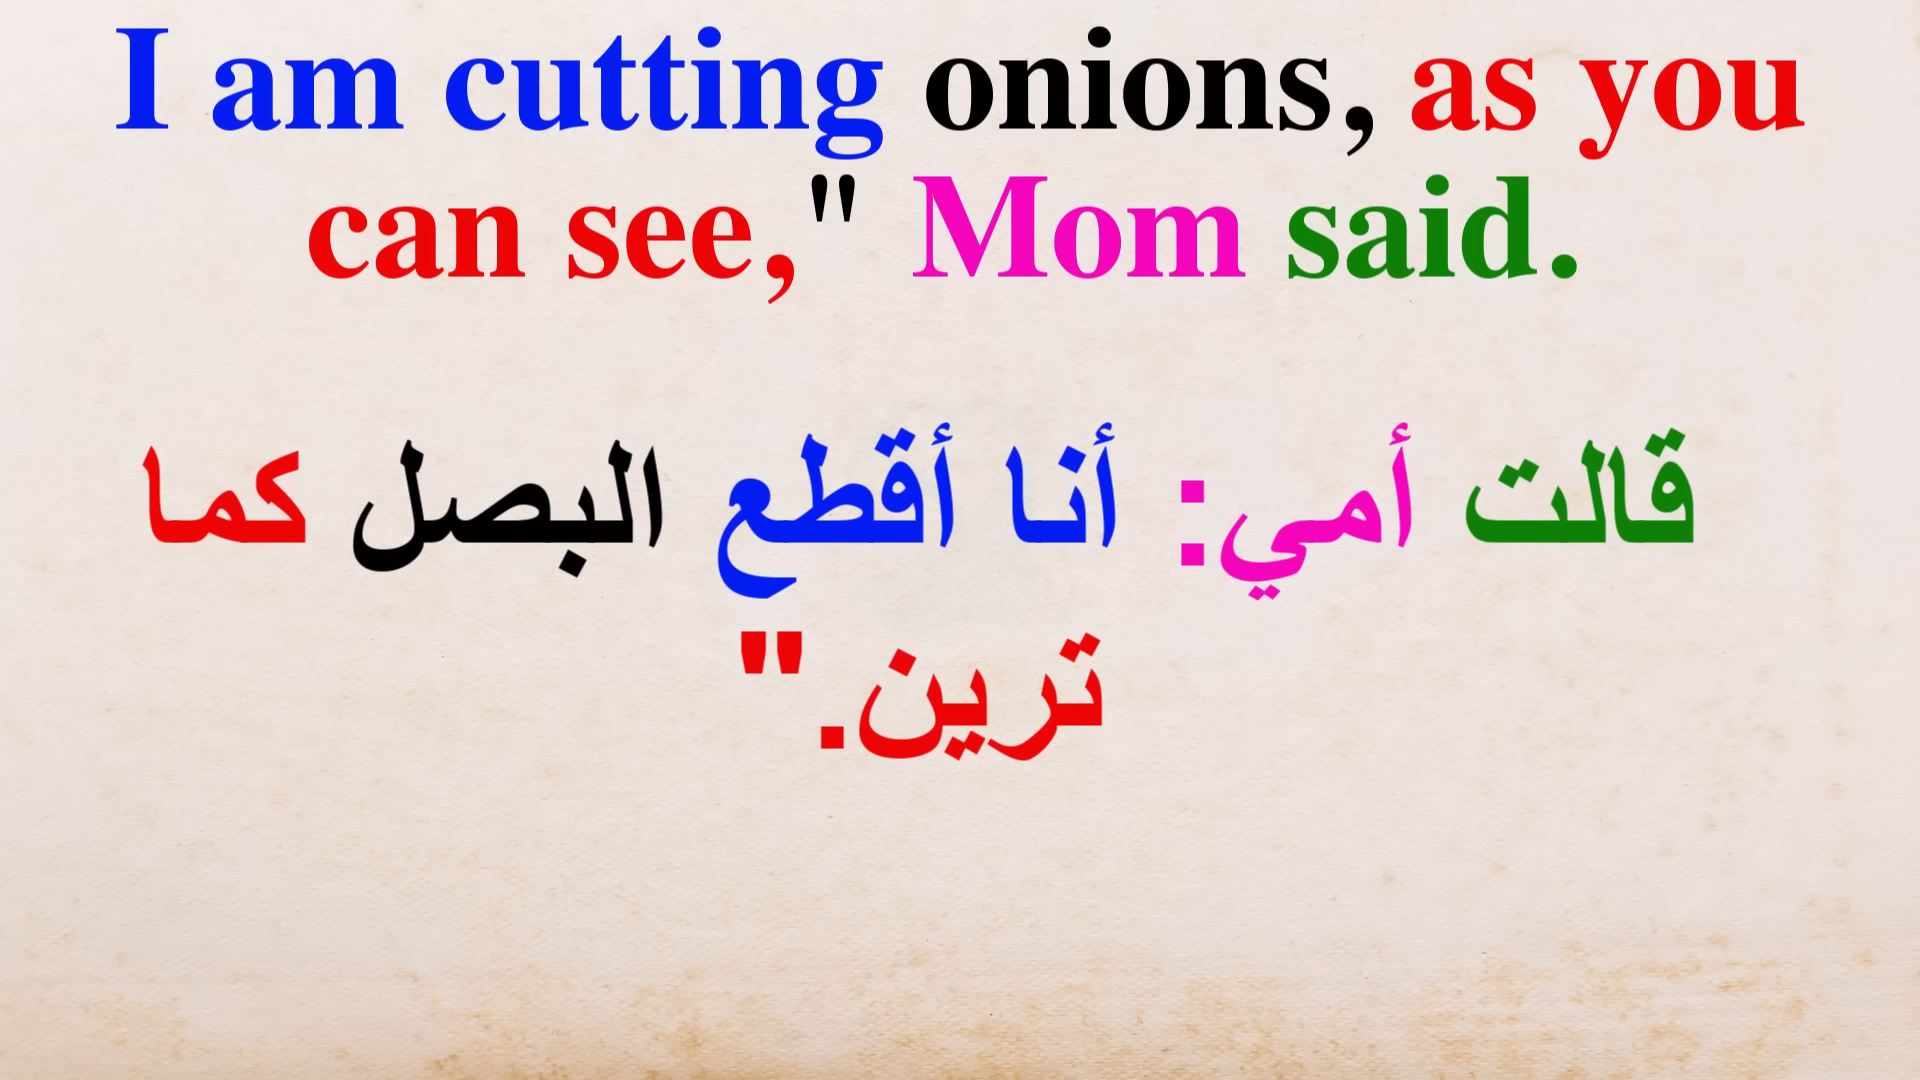 I am cutting onions, as you
can see," Mom said.
قالت أمي: أنا أقطع البصل كما
ترين."